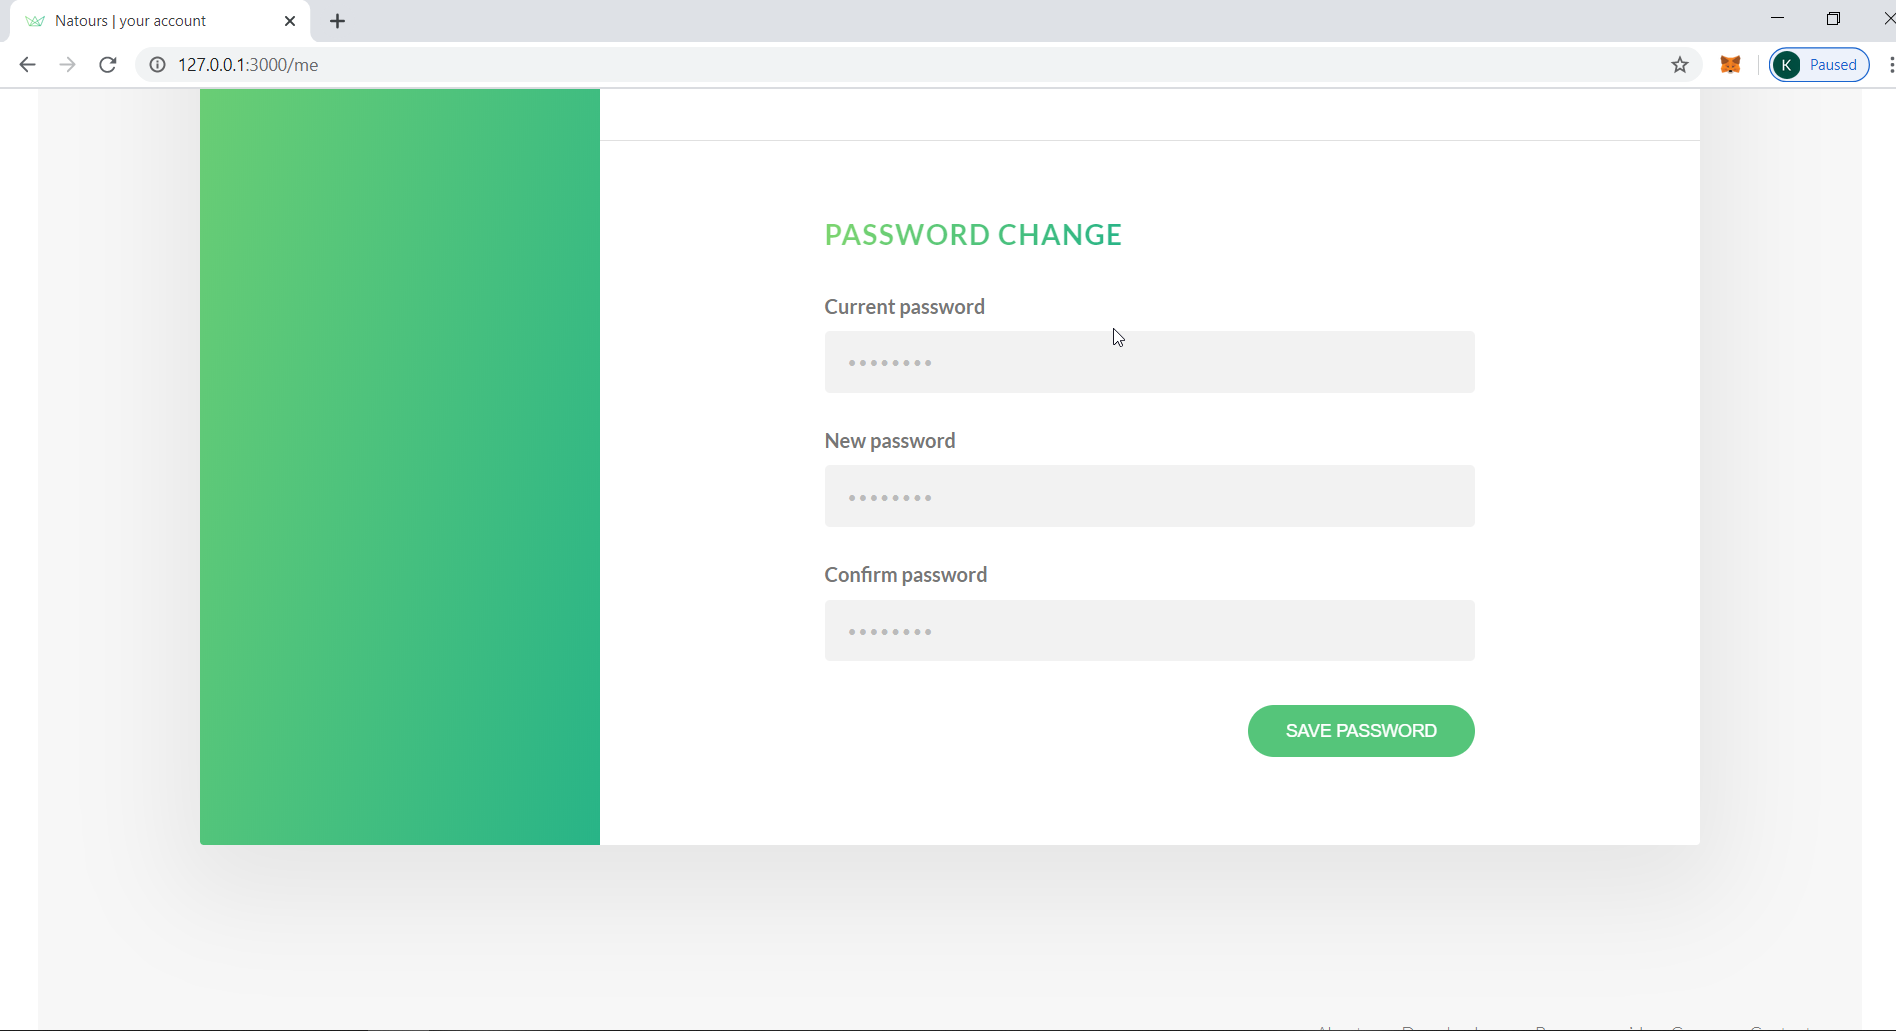 Natours | your account
127.0.0.1:3000/me
K Paused
PASSWORD CHANGE
Current password
••••••••
New password
••••••••
Confirm password
••••••••
SAVE PASSWORD